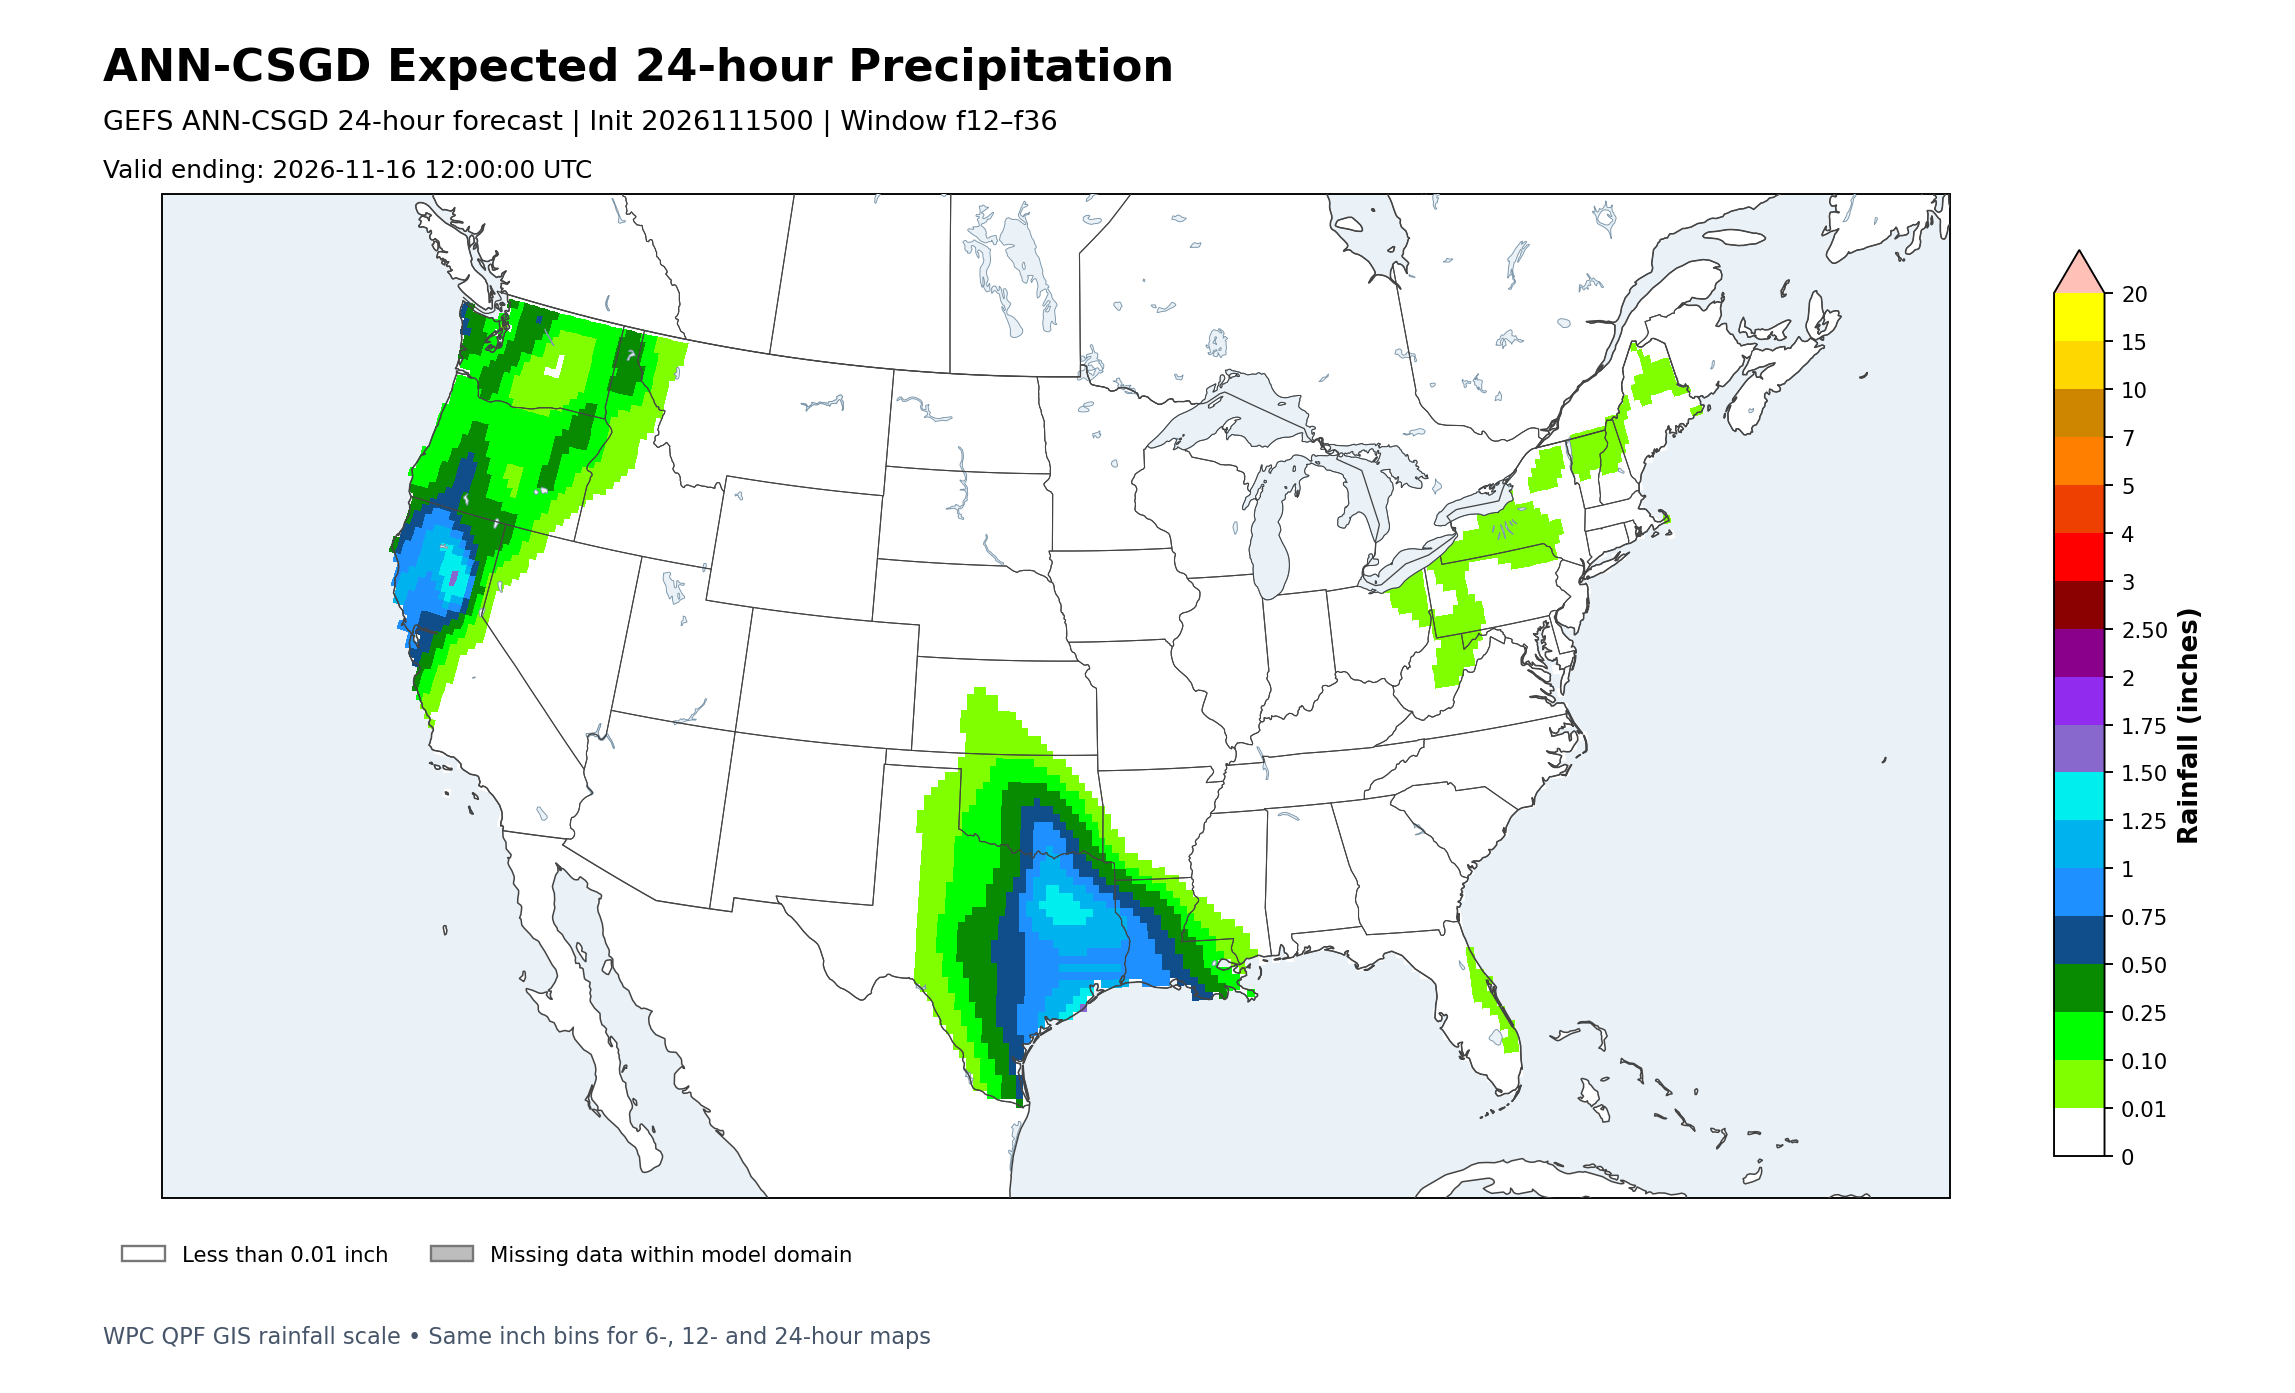 ANN-CSGD Expected 24-hour Precipitation
GEFS ANN-CSGD 24-hour forecast | Init 2026111500 | Window f12–f36
Valid ending: 2026-11-16 12:00:00 UTC
20
15
10
7
5
4
3
2.50
2
1.75
1.50
1.25
1
0.75
0.50
0.25
0.10
0.01
0
Rainfall (inches)
Less than 0.01 inch
Missing data within model domain
WPC QPF GIS rainfall scale • Same inch bins for 6-, 12- and 24-hour maps